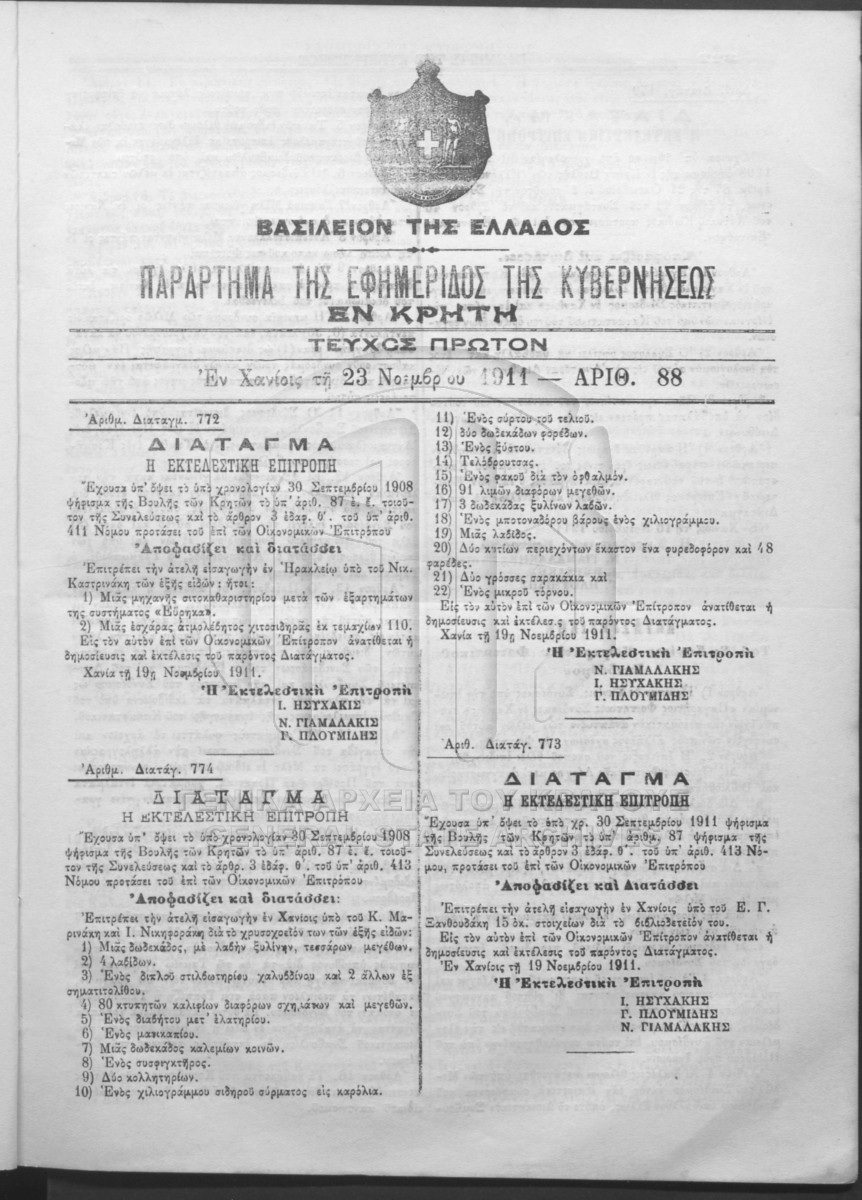 ΒΑΣΙΛΕΙΟΝ ΤΗΣ ΕΛΛΑΔΟΣ
ΠΑΡΑΡΤΗΜΑ ΤΗΣ ΕΦΗΜΕΡΙΔΟΣ ΤΗΣ ΚΥΒΕΡΝΗΣΕΩΣ
ΕΝ ΚΡΗΤΗ
ΤΕΥΧΟΣ ΠΡΩΤΟΝ
Ἐν Χανίοις τῇ 23 Νοεμβρίου 1911 — ΑΡΙΘ. 88
Ἀριθμ. Διαταγμ. 772
ΔΙΑΤΑΓΜΑ
Η ΕΚΤΕΛΕΣΤΙΚΗ ΕΠΙΤΡΟΠΗ
Ἔχουσα ὑπ' ὄψει τὸ ὑπὸ χρονολογίαν 30 Σεπτεμβρίου 1908
ψήφισμα τῆς Βουλῆς τῶν Κρητῶν τὸ ὑπ' ἀριθ. 87 ἐ. ἔ. τοιοῦ-
τον τῆς Συνελεύσεως καὶ τὸ ἄρθρον 3 ἐδαφ. θ'. τοῦ ὑπ' ἀριθ.
411 Νόμου προτάσει τοῦ ἐπὶ τῶν Οἰκονομικῶν Ἐπιτρόπου
Ἀποφασίζει καὶ διατάσσει
Ἐπιτρέπει τὴν ἀτελῆ εἰσαγωγὴν ἐν Ἡρακλείῳ ὑπὸ τοῦ Νικ.
Καστρινάκη τῶν ἑξῆς εἰδῶν : ἤτοι :
1) Μιᾶς μηχανῆς σιτοκαθαριστηρίου μετὰ τῶν ἐξαρτημάτων
της συστήματος «Εὕρηκα».
2) Μιᾶς ἐσχάρας ἀτμολέβητος χιτοσιδηρᾶς ἐκ τεμαχίων 110.
Εἰς τὸν αὐτὸν ἐπὶ τῶν Οἰκονομικῶν Ἐπίτροπον ἀνατίθεται ἡ
δημοσίευσις καὶ ἐκτέλεσις τοῦ παρόντος Διατάγματος.
Χανία τῇ 19ῃ Νοεμβρίου 1911.
Ἡ Ἐκτελεστικὴ Ἐπιτροπὴ
Ι. ΗΣΥΧΑΚΙΣ
Ν. ΓΙΑΜΑΛΑΚΙΣ
Γ. ΠΛΟΥΜΙΔΗΣ
Ἀριθμ. Διατάγ. 774
ΔΙΑΤΑΓΜΑ
Η ΕΚΤΕΛΕΣΤΙΚΗ ΕΠΙΤΡΟΠΗ
Ἔχουσα ὑπ' ὄψει τὸ ὑπὸ χρονολογίαν 30 Σεπτεμβρίου 1908
ψήφισμα τῆς Βουλῆς τῶν Κρητῶν τὸ ὑπ' ἀριθ. 87 ἐ. ἔ. τοιοῦ-
τον τῆς Συνελεύσεως καὶ τὸ ἄρθρ. 3 ἐδαφ. θ'. τοῦ ὑπ' ἀριθ. 413
Νόμου προτάσει τοῦ ἐπὶ τῶν Οἰκονομικῶν Ἐπιτρόπου
Ἀποφασίζει καὶ διατάσσει:
Ἐπιτρέπει τὴν ἀτελῆ εἰσαγωγὴν ἐν Χανίοις ὑπὸ τοῦ Κ. Μα-
ρινάκη καὶ Ι. Νικηφοράκη διὰ τὸ χρυσοχοεῖόν των τῶν ἑξῆς εἰδῶν:
1) Μιᾶς δωδεκάδος, μὲ λαβὴν ξυλίνην, τεσσάρων μεγέθων.
2) 4 λαβίδων.
3) Ἑνὸς διπλοῦ στιλβωτηρίου χαλυβδίνου καὶ 2 ἄλλων ἐξ
σηματιτολίθου.
4) 80 κτυπητῶν καλιφίων διαφόρων σχημάτων καὶ μεγεθῶν.
5) Ἑνὸς διαβήτου μετ' ἐλατηρίου.
6) Ἑνὸς μανικαπίου.
7) Μιᾶς δωδεκάδος καλεμίων κοινῶν.
8) Ἑνὸς συσφιγκτῆρος.
9) Δύο κολλητηρίων.
10) Ἑνὸς χιλιογράμμου σιδηροῦ σύρματος εἰς καρόλια.
11) Ἑνὸς σύρτου τοῦ τελιοῦ.
12) δύο δωδεκάδων φορέδων.
13) Ἑνὸς ξύστου.
14) Τελόβρουτσας.
15) Ἑνὸς φακοῦ διὰ τὸν ὀφθαλμόν.
16) 91 λιμῶν διαφόρων μεγεθῶν.
17) 3 δωδεκάδας ξυλίνων λαβῶν.
18) Ἑνὸς μποτοναδόρου βάρους ἑνὸς χιλιογράμμου.
19) Μιᾶς λαβίδος.
20) Δύο κυτίων περιεχόντων ἕκαστον ἕνα φυρεδοφόρον καὶ 48
φαρέδες.
21) Δύο γρόσσες σαρακάκια καὶ
22) Ἑνὸς μικροῦ τόρνου.
Εἰς τὸν αὐτὸν ἐπὶ τῶν Οἰκονομικῶν Ἐπίτροπον ἀνατίθεται ἡ
δημοσίευσις καὶ ἐκτέλεσις τοῦ παρόντος Διατάγματος.
Χανία τῇ 19ῃ Νοεμβρίου 1911.
Ἡ Ἐκτελεστικὴ Ἐπιτροπὴ
Ν. ΓΙΑΜΑΛΑΚΗΣ
Ι. ΗΣΥΧΑΚΗΣ
Γ. ΠΛΟΥΜΙΔΗΣ
Ἀριθ. Διατάγ. 773
ΔΙΑΤΑΓΜΑ
Η ΕΚΤΕΛΕΣΤΙΚΗ ΕΠΙΤΡΟΠΗ
Ἔχουσα ὑπ' ὄψει τὸ ὑπὸ χρ. 30 Σεπτεμβρίου 1911 ψήφισμα
τῆς Βουλῆς τῶν Κρητῶν τὸ ὑπ' ἀριθμ. 87 ψήφισμα τῆς
Συνελεύσεως καὶ τὸ ἄρθρον 3 ἐδάφ. θ'. τοῦ ὑπ' ἀριθ. 413 Νό-
μου, προτάσει τοῦ ἐπὶ τῶν Οἰκονομικῶν Ἐπιτρόπου
Ἀποφασίζει καὶ Διατάσσει
Ἐπιτρέπει τὴν ἀτελῆ εἰσαγωγὴν ἐν Χανίοις ὑπὸ τοῦ Ε. Γ.
Ξανθουδάκη 15 ὀκ. στοιχείων διὰ τὸ βιβλιοδετεῖόν του.
Εἰς τὸν αὐτὸν ἐπὶ τῶν Οἰκονομικῶν Ἐπίτροπον ἀνατίθεται ἡ
δημοσίευσις καὶ ἐκτέλεσις τοῦ παρόντος Διατάγματος.
Ἐν Χανίοις τῇ 19 Νοεμβρίου 1911.
Ἡ Ἐκτελεστικὴ Ἐπιτροπὴ
Ι. ΗΣΥΧΑΚΗΣ
Γ. ΠΛΟΥΜΙΔΗΣ
Ν. ΓΙΑΜΑΛΑΚΗΣ
ΓΕΝΙΚΑ ΑΡΧΕΙΑ ΤΟΥ ΚΡΑΤΟΥΣ